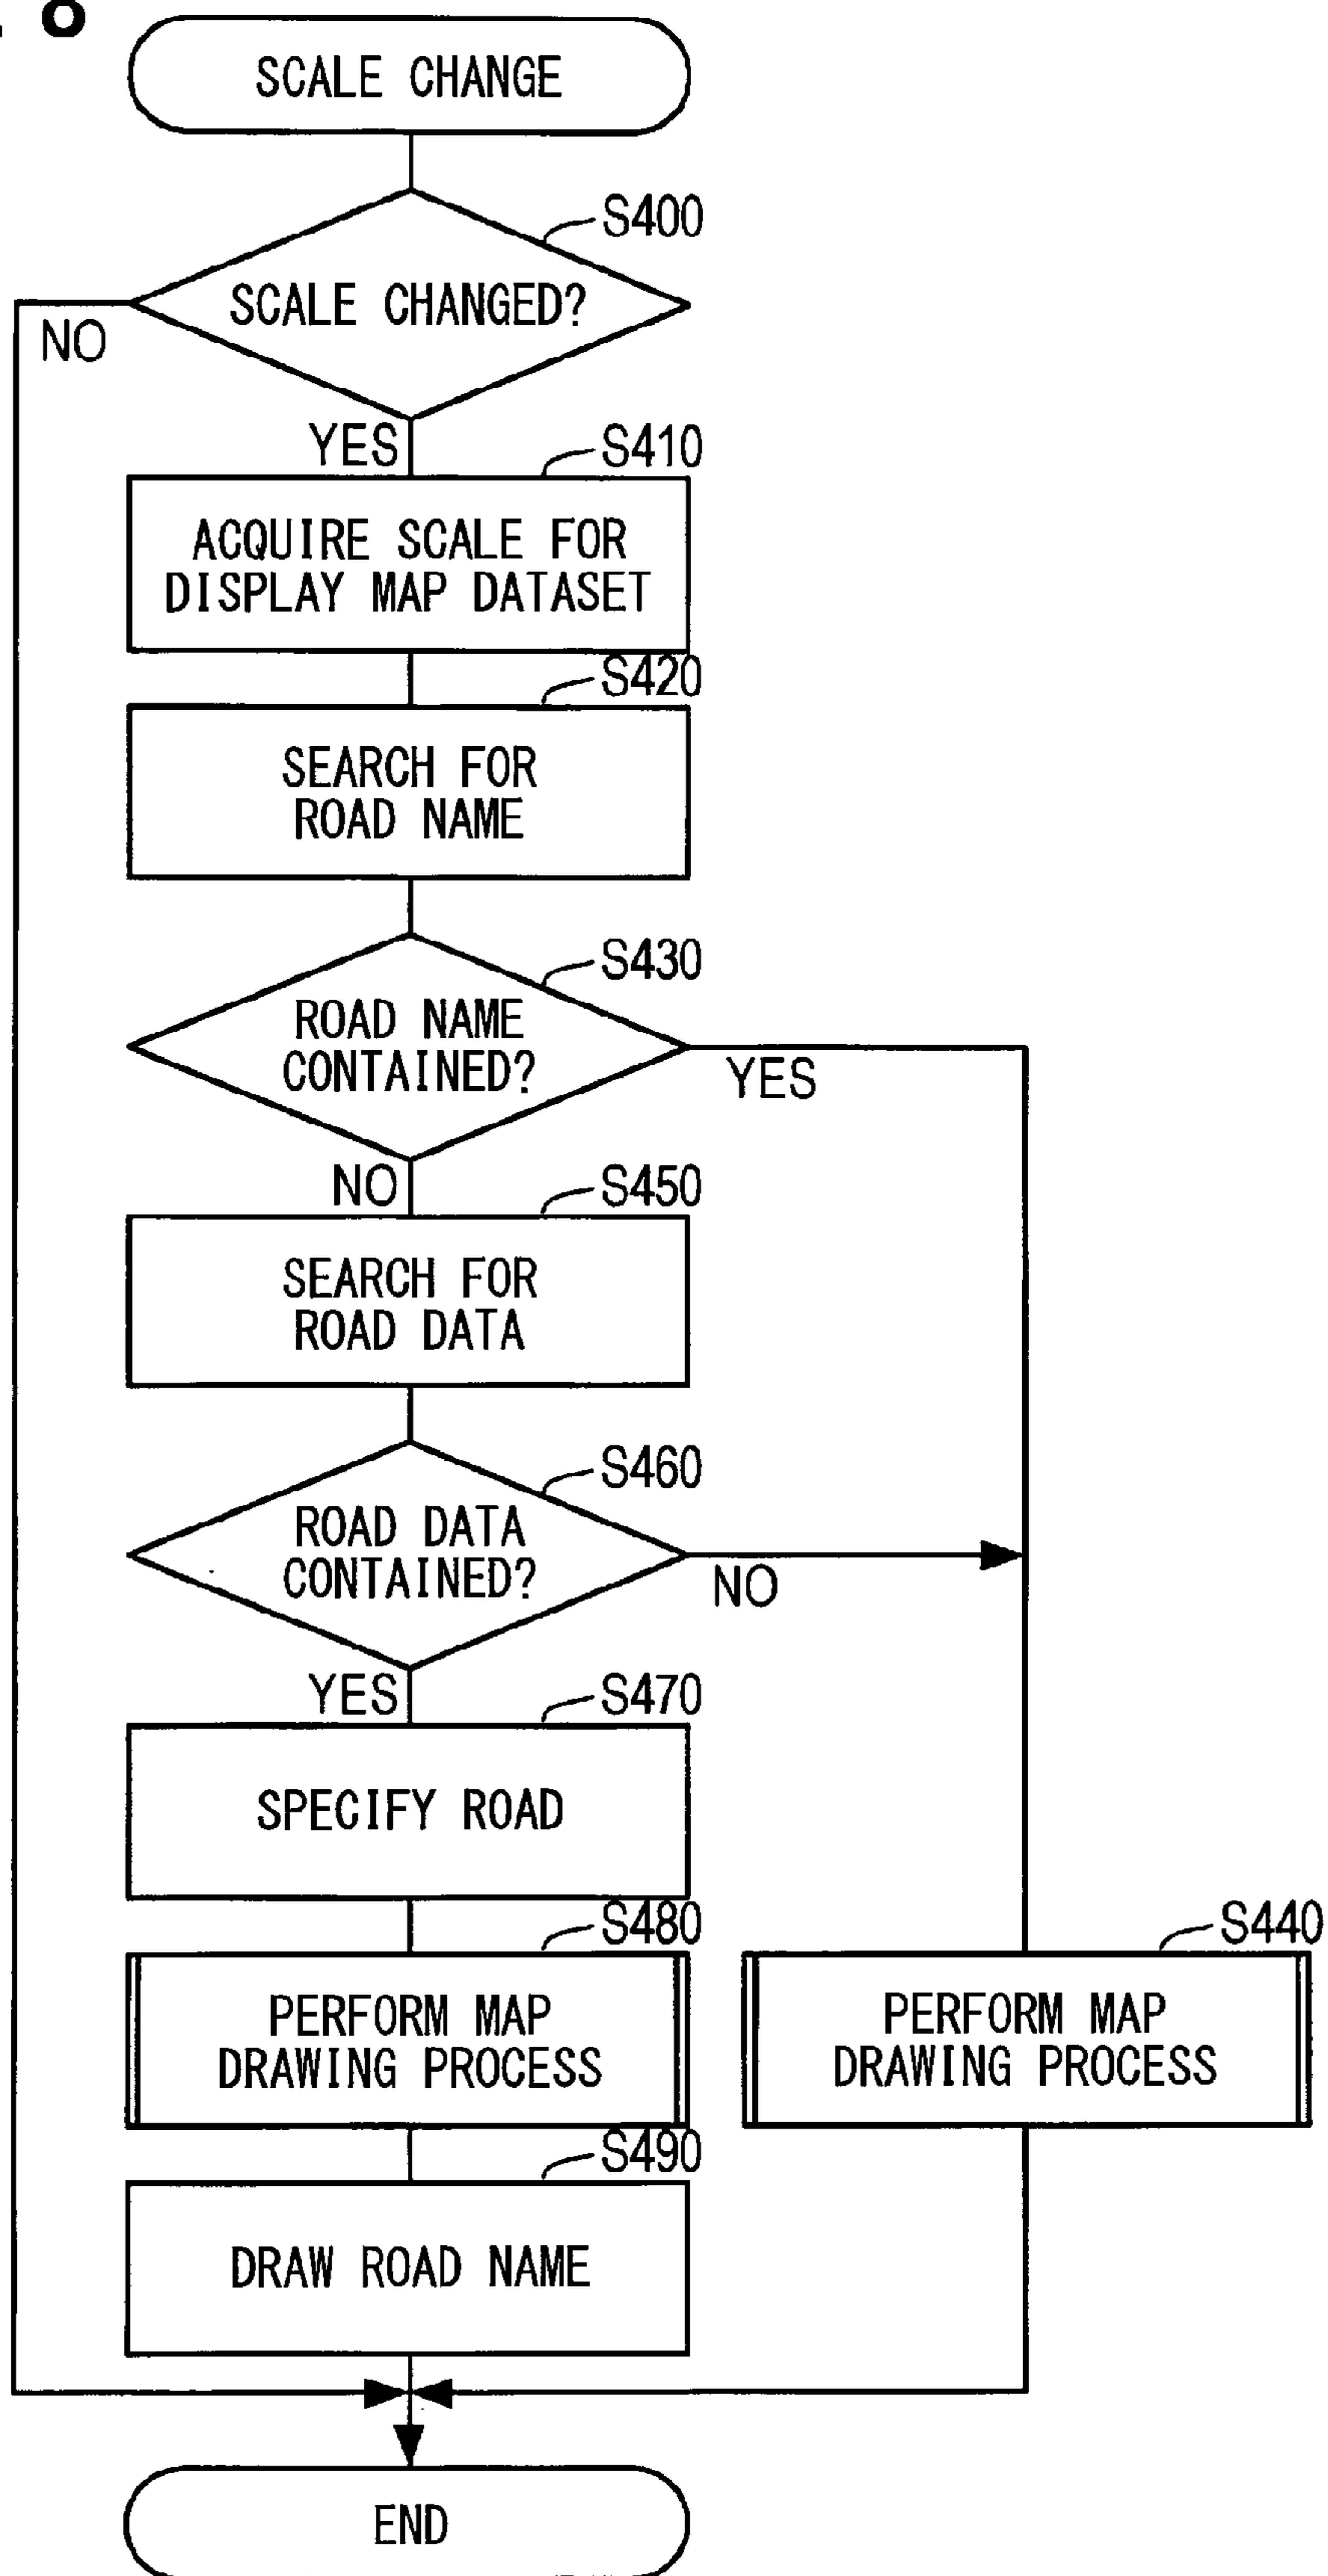 8
SCALE CHANGE
S400
SCALE CHANGED?
NO
YES
S410
ACQUIRE SCALE FOR
DISPLAY MAP DATASET
S420
SEARCH FOR
ROAD NAME
S430
ROAD NAME
CONTAINED?
YES
NO
S450
SEARCH FOR
ROAD DATA
S460
ROAD DATA
CONTAINED?
NO
YES
S470
SPECIFY ROAD
S480
PERFORM MAP
DRAWING PROCESS
S440
PERFORM MAP
DRAWING PROCESS
S490
DRAW ROAD NAME
END